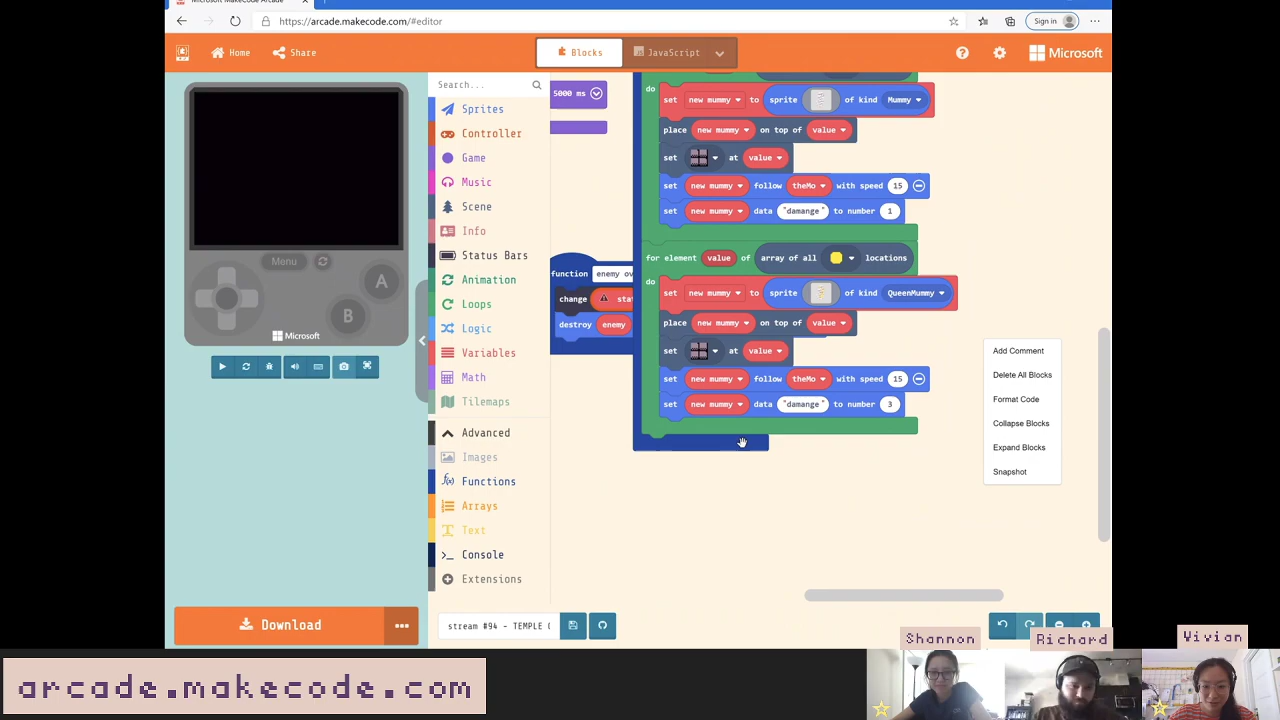 Microsoft MakeCode Arcade
https://arcade.makecode.com/#editor
Sign in
Home
Share
Blocks
JavaScript
Microsoft
Search...
Sprites
Controller
Game
Music
Scene
Info
Status Bars
Animation
Loops
Logic
Variables
Math
Tilemaps
Advanced
Images
Functions
Arrays
Text
Console
Extensions
Menu
A
B
Microsoft
Download
5000 ms
function enemy ov
change sta
destroy enemy
do
set new mummy to sprite of kind Mummy
place new mummy on top of value
set at value
set new mummy follow theMo with speed 15
set new mummy data "damange" to number 1
for element value of array of all locations
do
set new mummy to sprite of kind QueenMummy
place new mummy on top of value
set at value
set new mummy follow theMo with speed 15
set new mummy data "damange" to number 3
Add Comment
Delete All Blocks
Format Code
Collapse Blocks
Expand Blocks
Snapshot
stream #94 - TEMPLE
Shannon
Richard
Vivian
arcade.makecode.com